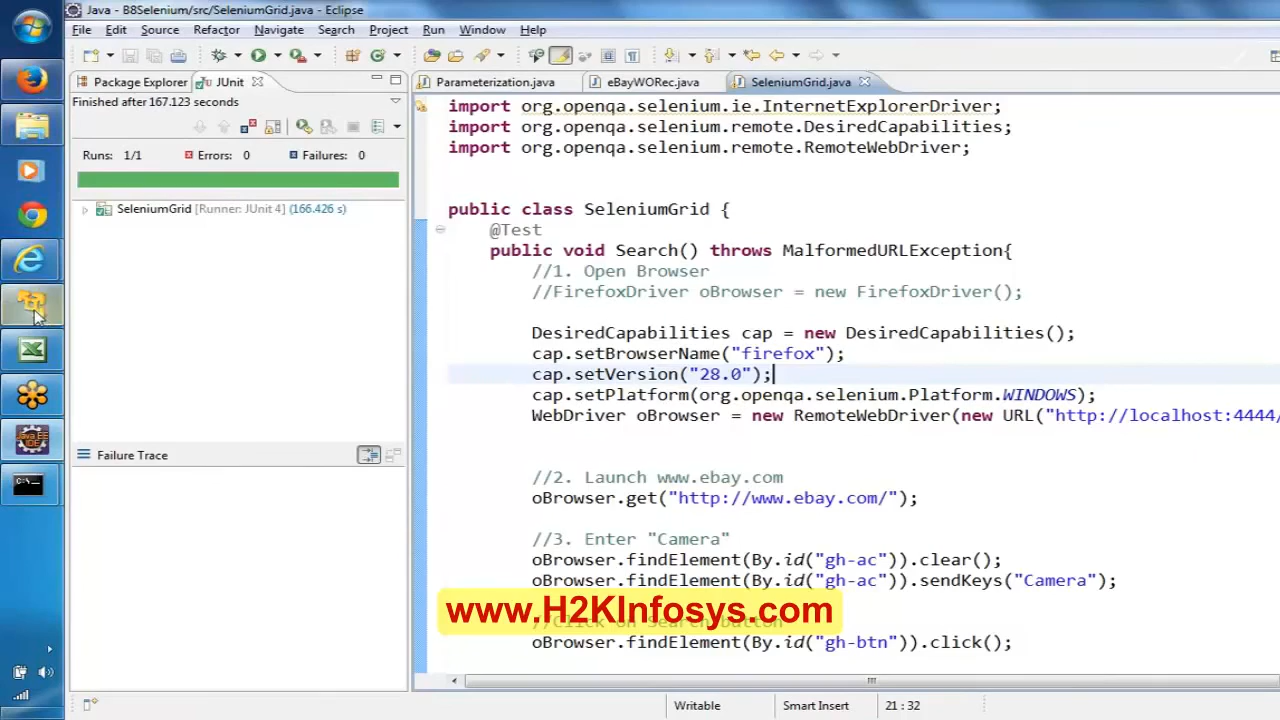 Java - B8Selenium/src/SeleniumGrid.java - Eclipse
File Edit Source Refactor Navigate Search Project Run Window Help
Package Explorer JUnit
Parameterization.java eBayWORec.java SeleniumGrid.java
Finished after 167.123 seconds
Runs: 1/1 Errors: 0 Failures: 0
SeleniumGrid [Runner: JUnit 4] (166.426 s)
Failure Trace
import org.openqa.selenium.ie.InternetExplorerDriver;
import org.openqa.selenium.remote.DesiredCapabilities;
import org.openqa.selenium.remote.RemoteWebDriver;
public class SeleniumGrid {
@Test
public void Search() throws MalformedURLException{
//1. Open Browser
//FirefoxDriver oBrowser = new FirefoxDriver();
DesiredCapabilities cap = new DesiredCapabilities();
cap.setBrowserName("firefox");
cap.setVersion("28.0");
cap.setPlatform(org.openqa.selenium.Platform.WINDOWS);
WebDriver oBrowser = new RemoteWebDriver(new URL("http://localhost:4444/
//2. Launch www.ebay.com
oBrowser.get("http://www.ebay.com/");
//3. Enter "Camera"
oBrowser.findElement(By.id("gh-ac")).clear();
oBrowser.findElement(By.id("gh-ac")).sendKeys("Camera");
www.H2KInfosys.com
//Click on Search Button
oBrowser.findElement(By.id("gh-btn")).click();
Writable Smart Insert 21 : 32
Java EE
IDE
C:\